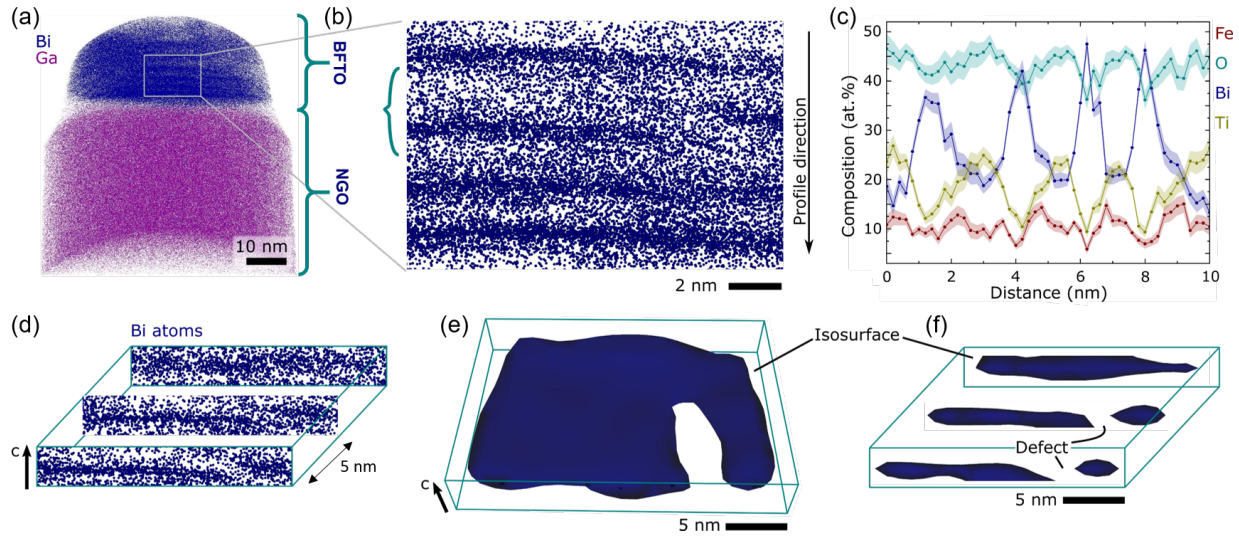 (a)
Bi
Ga
BFTO
NGO
10 nm
(b)
Profile direction
2 nm
(c)
Fe
O
Bi
Ti
Composition (at.%)
50
45
30
20
10
0
2
4
6
8
10
Distance (nm)
(d)
Bi atoms
c
5 nm
(e)
Isosurface
c
5 nm
(f)
Defect
5 nm